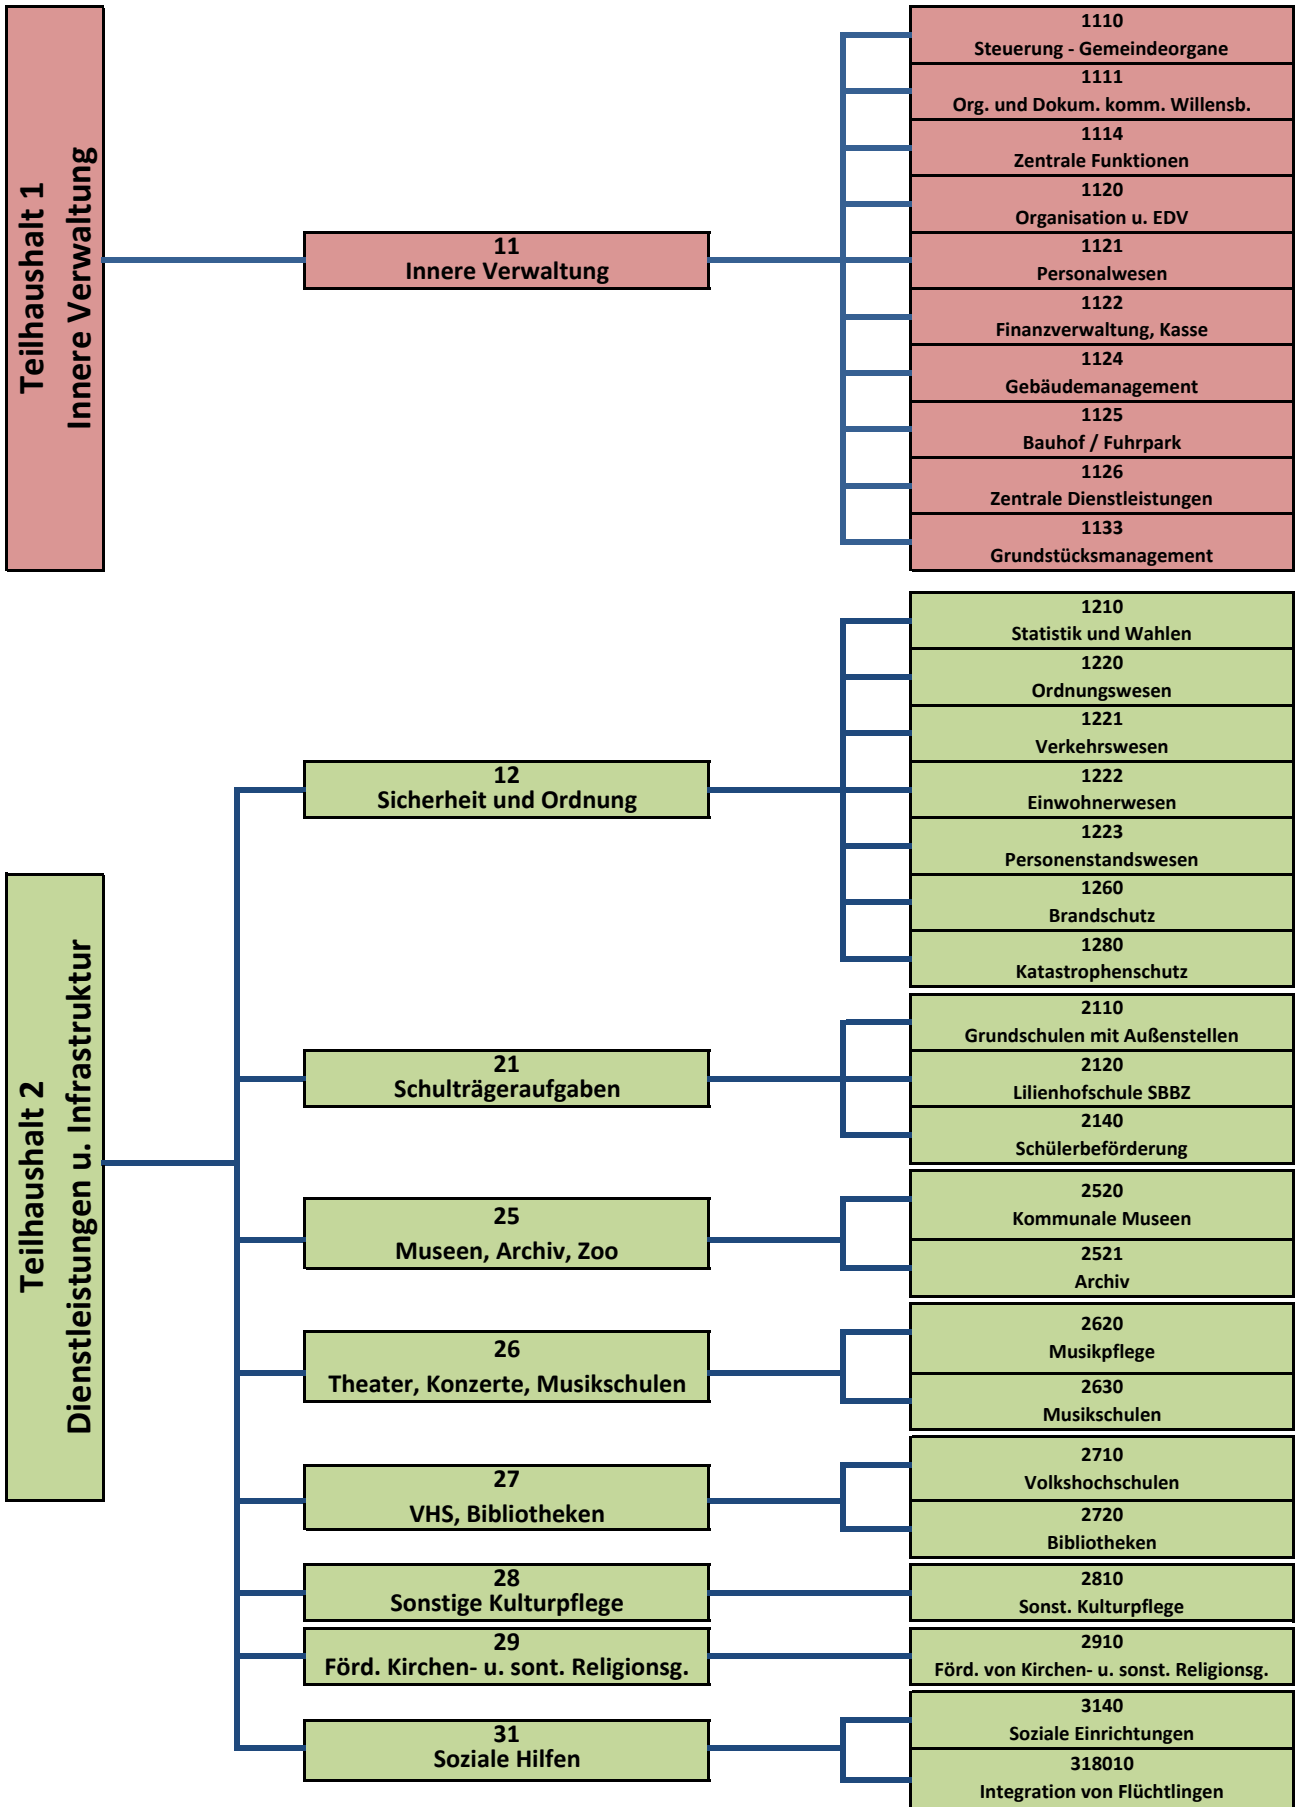 Teilhaushalt 1
Innere Verwaltung
11
Innere Verwaltung
1110
Steuerung - Gemeindeorgane
1111
Org. und Dokum. komm. Willensb.
1114
Zentrale Funktionen
1120
Organisation u. EDV
1121
Personalwesen
1122
Finanzverwaltung, Kasse
1124
Gebäudemanagement
1125
Bauhof / Fuhrpark
1126
Zentrale Dienstleistungen
1133
Grundstücksmanagement
Teilhaushalt 2
Dienstleistungen u. Infrastruktur
12
Sicherheit und Ordnung
1210
Statistik und Wahlen
1220
Ordnungswesen
1221
Verkehrswesen
1222
Einwohnerwesen
1223
Personenstandswesen
1260
Brandschutz
1280
Katastrophenschutz
21
Schulträgeraufgaben
2110
Grundschulen mit Außenstellen
2120
Lilienhofschule SBBZ
2140
Schülerbeförderung
25
Museen, Archiv, Zoo
2520
Kommunale Museen
2521
Archiv
26
Theater, Konzerte, Musikschulen
2620
Musikpflege
2630
Musikschulen
27
VHS, Bibliotheken
2710
Volkshochschulen
2720
Bibliotheken
28
Sonstige Kulturpflege
2810
Sonst. Kulturpflege
29
Förd. Kirchen- u. sont. Religionsg.
2910
Förd. von Kirchen- u. sonst. Religionsg.
31
Soziale Hilfen
3140
Soziale Einrichtungen
318010
Integration von Flüchtlingen